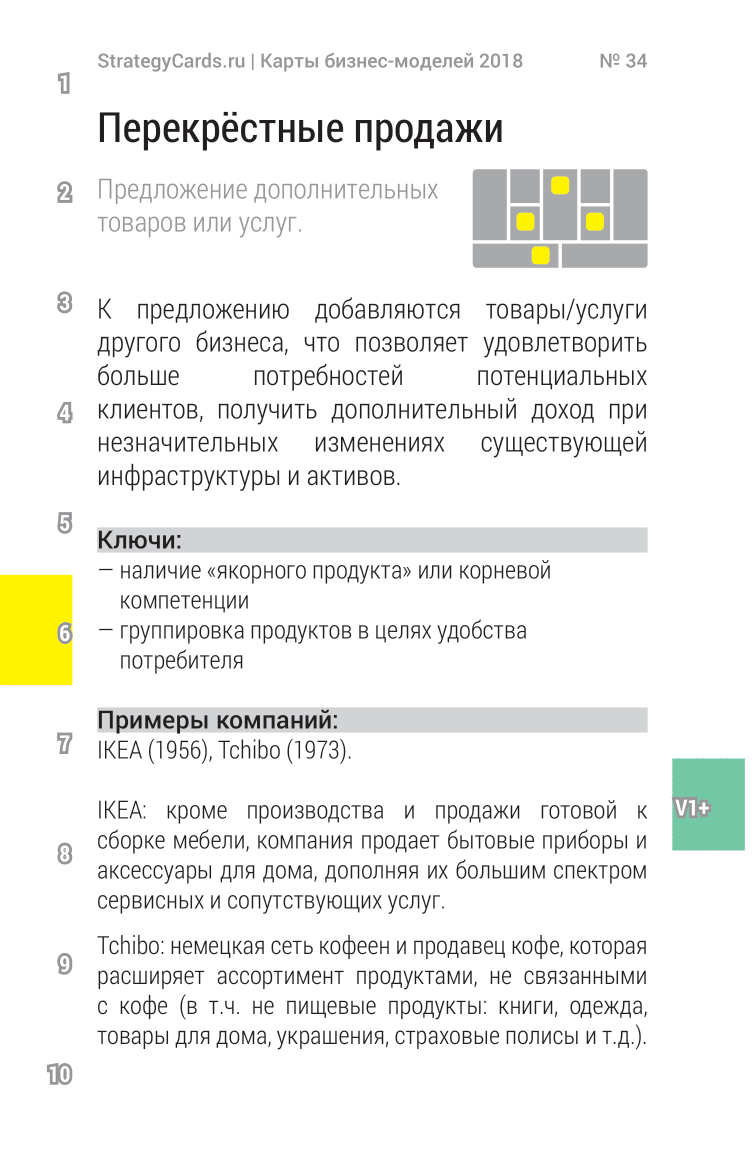 StrategyCards.ru | Карты бизнес-моделей 2018 № 34
1
Перекрёстные продажи
2
Предложение дополнительных
товаров или услуг.
3
К предложению добавляются товары/услуги
другого бизнеса, что позволяет удовлетворить
больше потребностей потенциальных
4
клиентов, получить дополнительный доход при
незначительных изменениях существующей
инфраструктуры и активов.
5
Ключи:
– наличие «якорного продукта» или корневой
компетенции
6
– группировка продуктов в целях удобства
потребителя
Примеры компаний:
7
IKEA (1956), Tchibo (1973).
V1+
IKEA: кроме производства и продажи готовой к
сборке мебели, компания продает бытовые приборы и
8
аксессуары для дома, дополняя их большим спектром
сервисных и сопутствующих услуг.
Tchibo: немецкая сеть кофеен и продавец кофе, которая
9
расширяет ассортимент продуктами, не связанными
с кофе (в т.ч. не пищевые продукты: книги, одежда,
товары для дома, украшения, страховые полисы и т.д.).
10